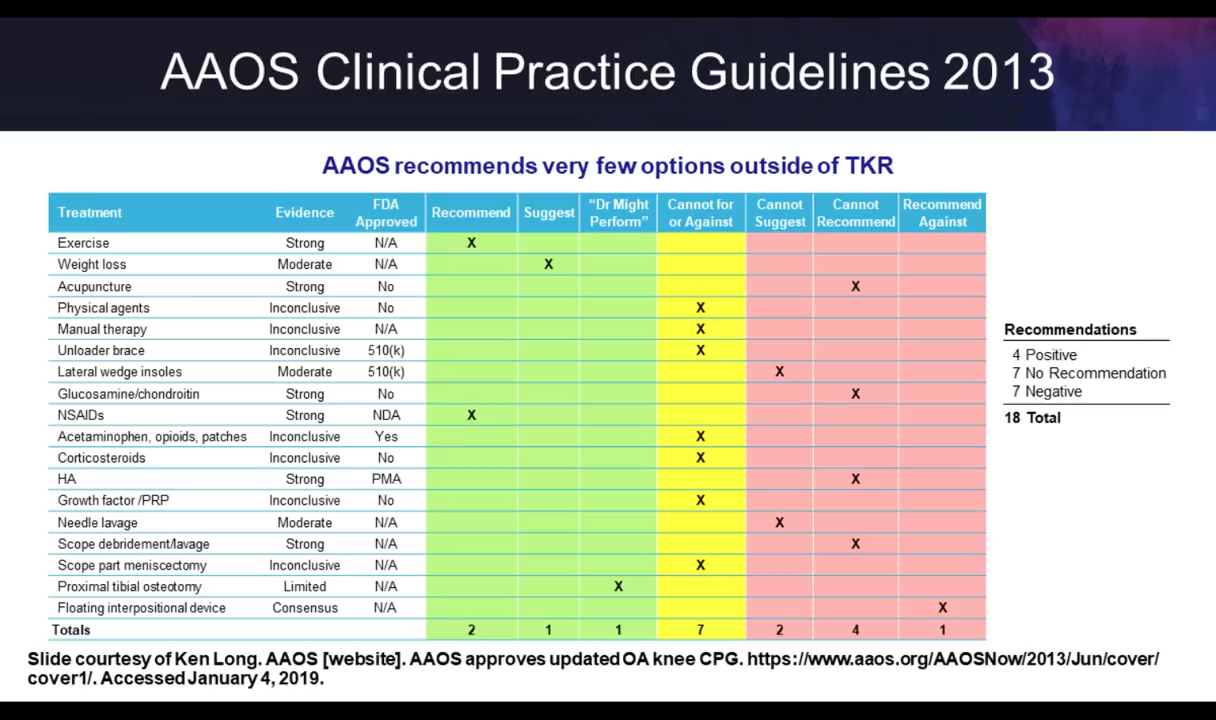 AAOS Clinical Practice Guidelines 2013
AAOS recommends very few options outside of TKR
Treatment Evidence FDA Approved Recommend Suggest “Dr Might Perform” Cannot for or Against Cannot Suggest Cannot Recommend Recommend Against
Exercise Strong N/A X
Weight loss Moderate N/A X
Acupuncture Strong No X
Physical agents Inconclusive No X
Manual therapy Inconclusive N/A X
Unloader brace Inconclusive 510(k) X
Lateral wedge insoles Moderate 510(k) X
Glucosamine/chondroitin Strong No X
NSAIDs Strong NDA X
Acetaminophen, opioids, patches Inconclusive Yes X
Corticosteroids Inconclusive No X
HA Strong PMA X
Growth factor /PRP Inconclusive No X
Needle lavage Moderate N/A X
Scope debridement/lavage Strong N/A X
Scope part meniscectomy Inconclusive N/A X
Proximal tibial osteotomy Limited N/A X
Floating interpositional device Consensus N/A X
Totals 2 1 1 7 2 4 1
Recommendations
4 Positive
7 No Recommendation
7 Negative
18 Total
Slide courtesy of Ken Long. AAOS [website]. AAOS approves updated OA knee CPG. https://www.aaos.org/AAOSNow/2013/Jun/cover/
cover1/. Accessed January 4, 2019.